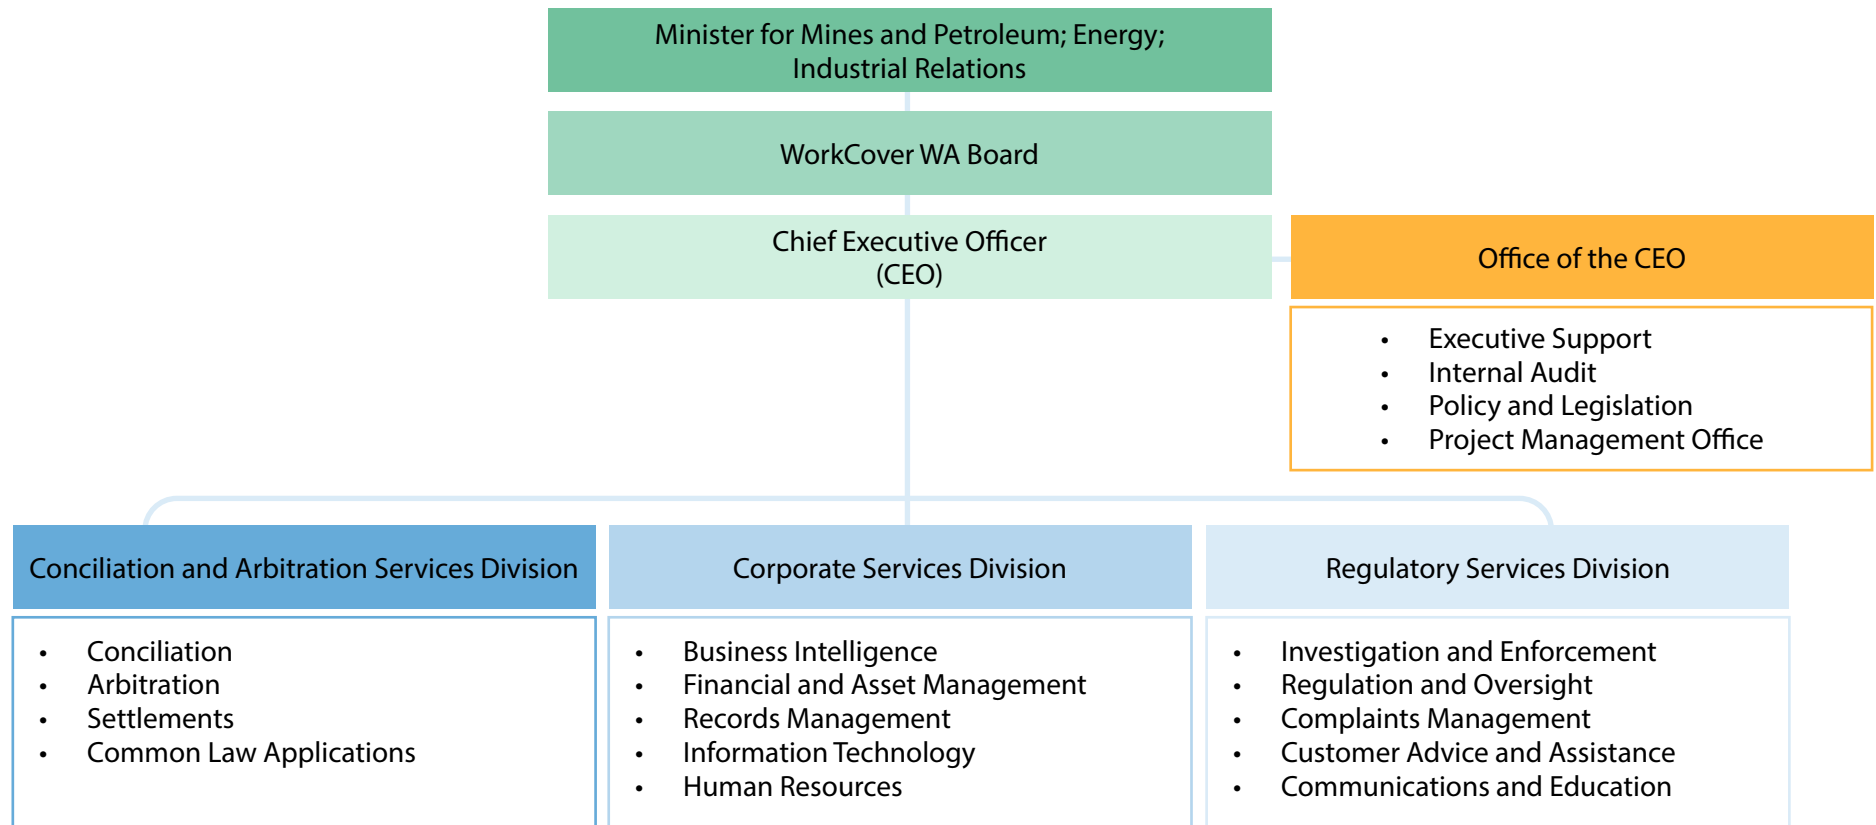 Minister for Mines and Petroleum; Energy;
Industrial Relations
WorkCover WA Board
Chief Executive Officer
(CEO)
Office of the CEO
• Executive Support
• Internal Audit
• Policy and Legislation
• Project Management Office
Conciliation and Arbitration Services Division
• Conciliation
• Arbitration
• Settlements
• Common Law Applications
Corporate Services Division
• Business Intelligence
• Financial and Asset Management
• Records Management
• Information Technology
• Human Resources
Regulatory Services Division
• Investigation and Enforcement
• Regulation and Oversight
• Complaints Management
• Customer Advice and Assistance
• Communications and Education